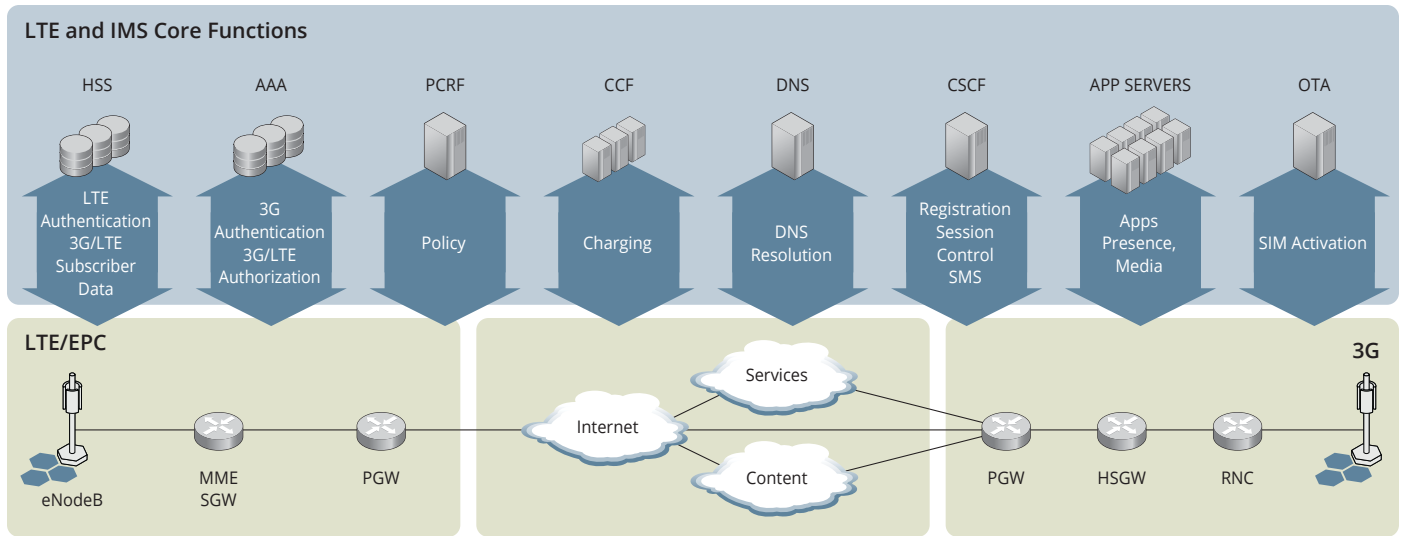 LTE and IMS Core Functions
HSS
AAA
PCRF
CCF
DNS
CSCF
APP SERVERS
OTA
LTE
Authentication
3G/LTE
Subscriber
Data
3G
Authentication
3G/LTE
Authorization
Policy
Charging
DNS
Resolution
Registration
Session
Control
SMS
Apps
Presence,
Media
SIM Activation
LTE/EPC
eNodeB
MME
SGW
PGW
Internet
Services
Content
3G
PGW
HSGW
RNC